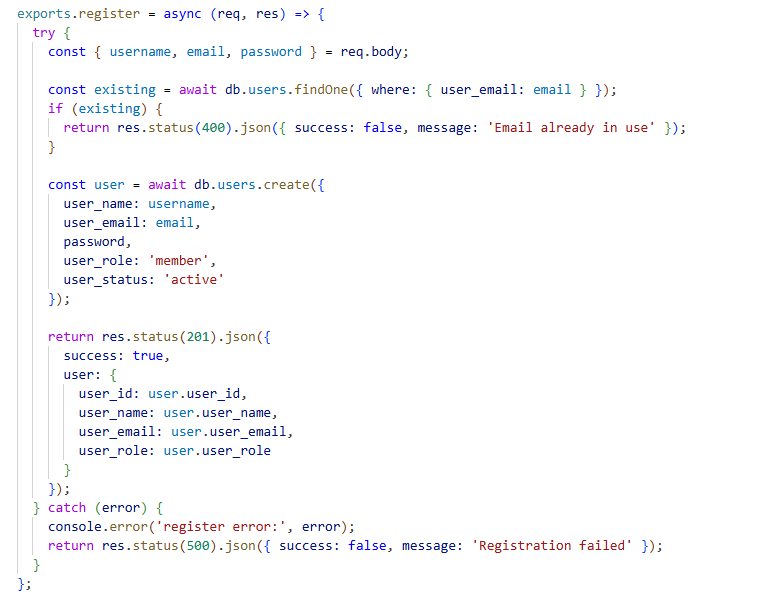 exports.register = async (req, res) => {
  try {
    const { username, email, password } = req.body;

    const existing = await db.users.findOne({ where: { user_email: email } });
    if (existing) {
      return res.status(400).json({ success: false, message: 'Email already in use' });
    }

    const user = await db.users.create({
      user_name: username,
      user_email: email,
      password,
      user_role: 'member',
      user_status: 'active'
    });

    return res.status(201).json({
      success: true,
      user: {
        user_id: user.user_id,
        user_name: user.user_name,
        user_email: user.user_email,
        user_role: user.user_role
      }
    });
  } catch (error) {
    console.error('register error:', error);
    return res.status(500).json({ success: false, message: 'Registration failed' });
  }
};